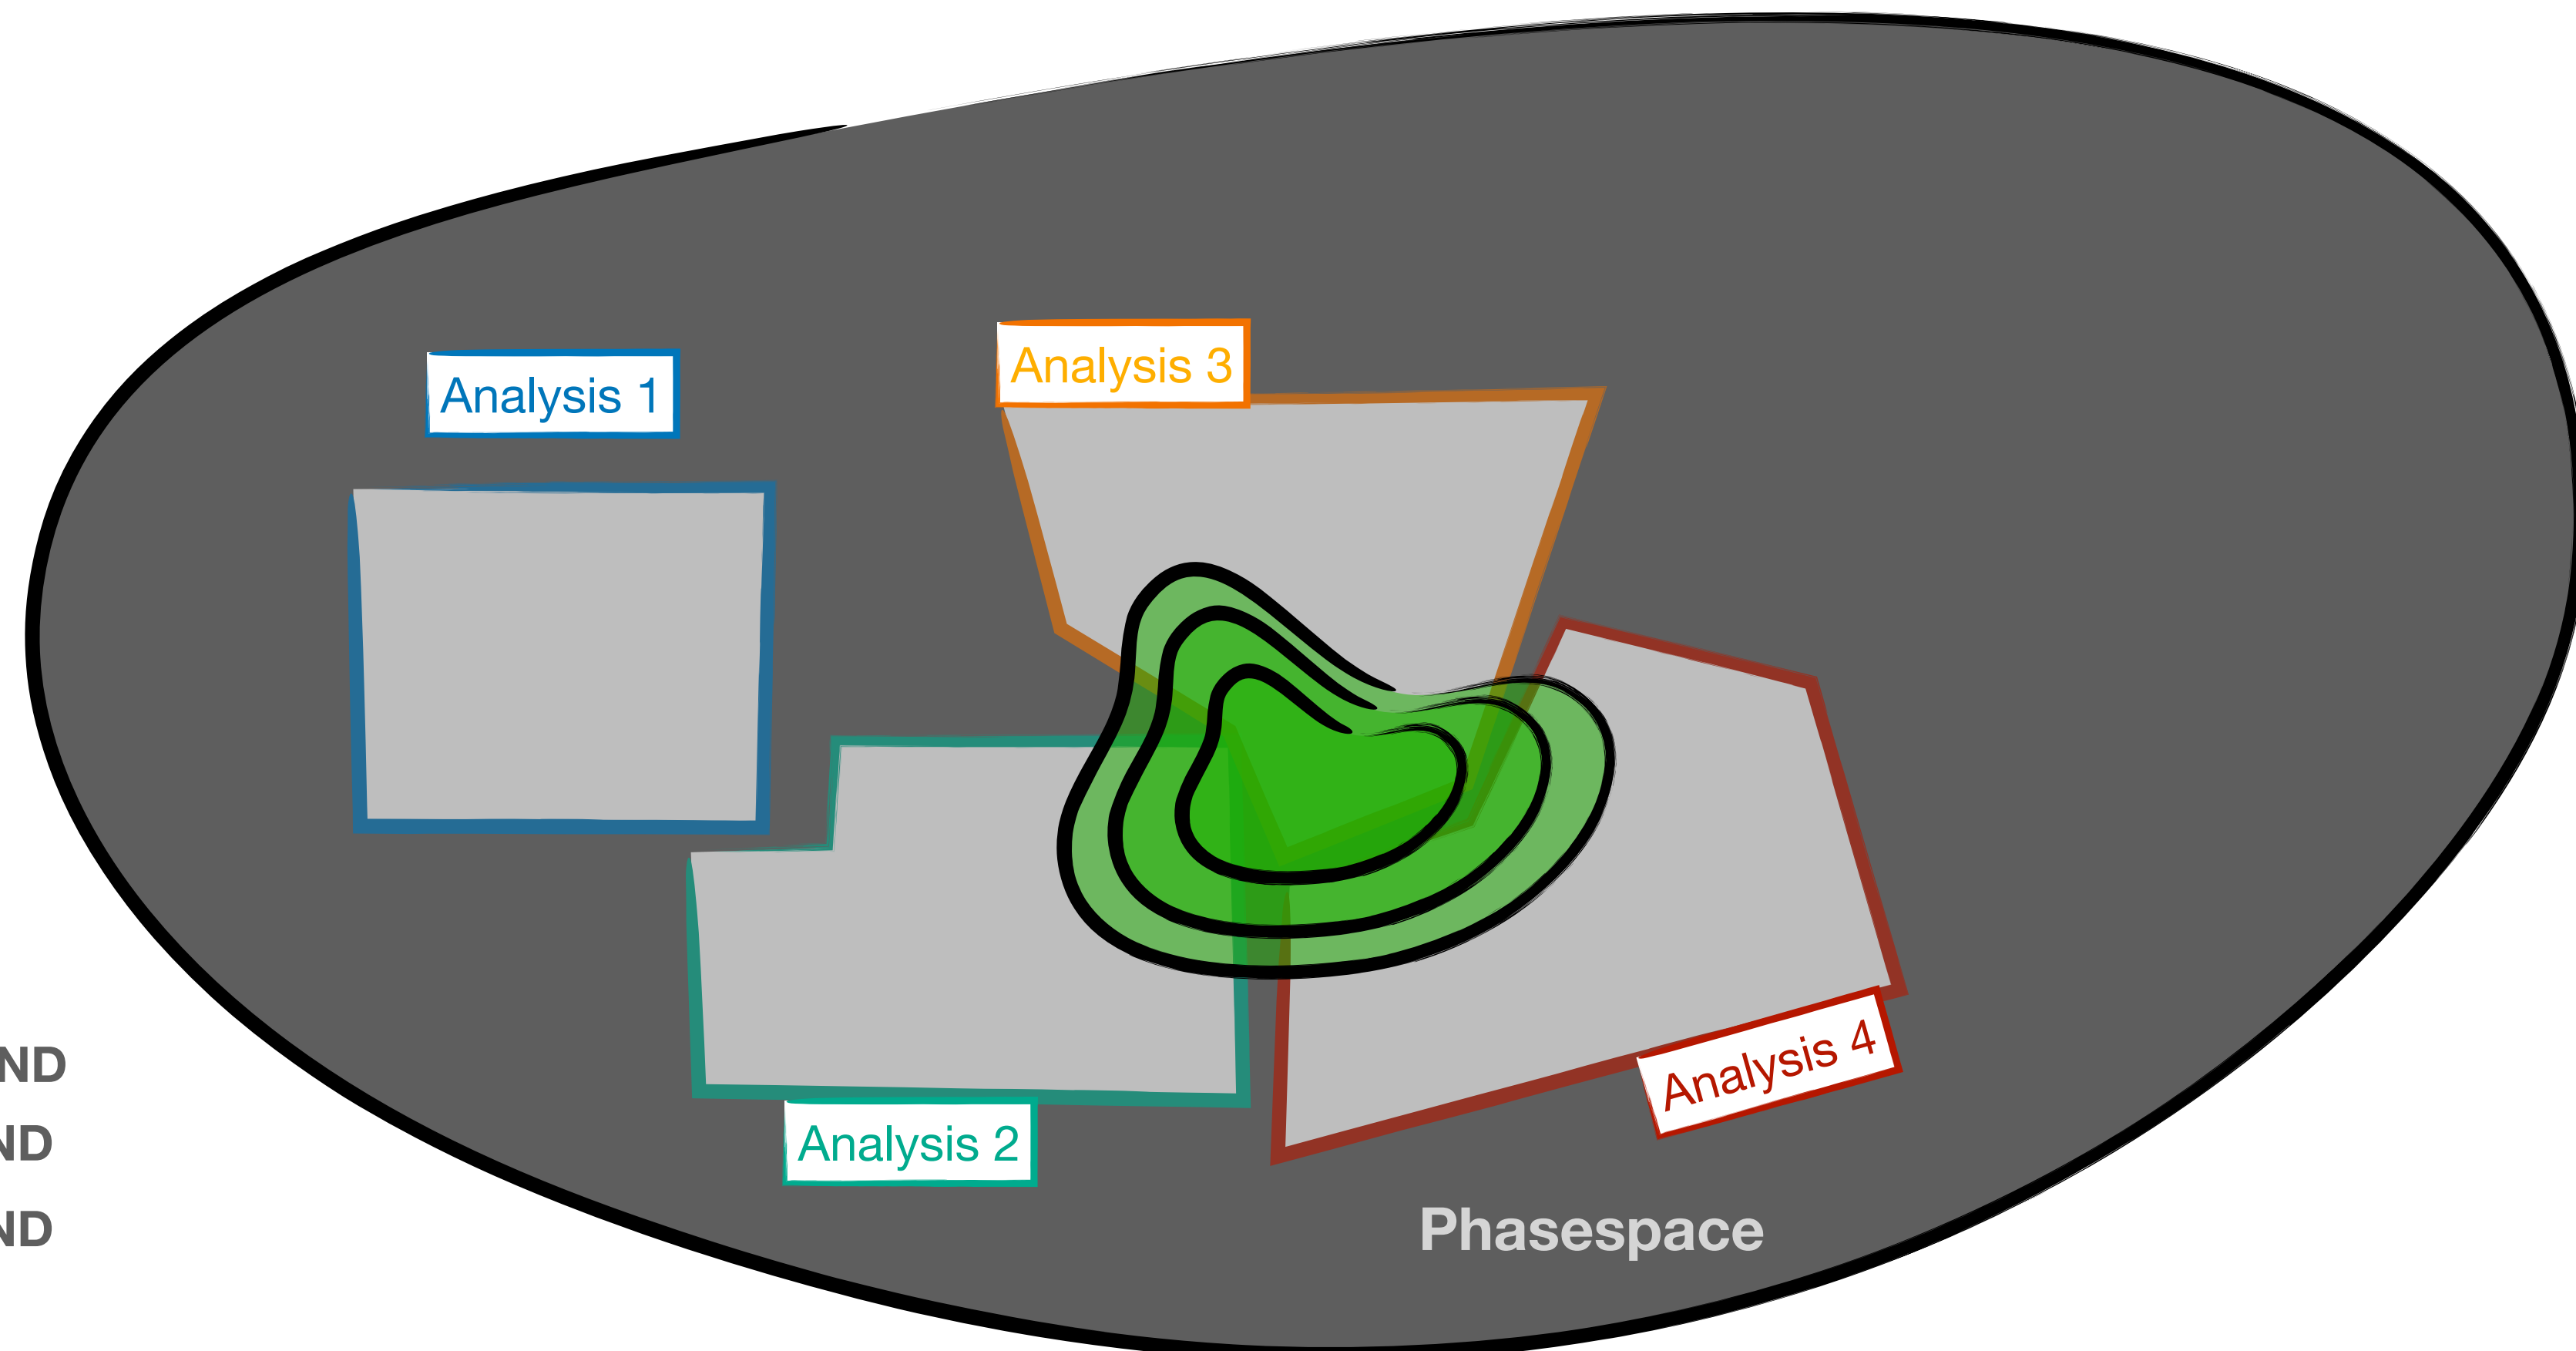 Analysis 3
Analysis 1
ND
ND
Analysis 4
Analysis 2
ND
Phasespace